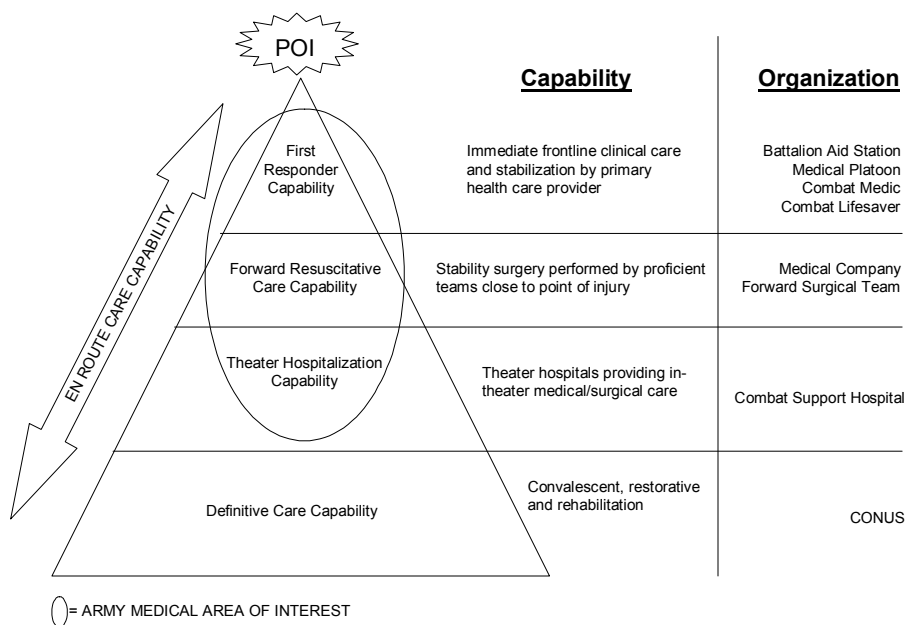 POI
Capability
Organization
EN ROUTE CARE CAPABILITY
First
Responder
Capability
Immediate frontline clinical care
and stabilization by primary
health care provider
Battalion Aid Station
Medical Platoon
Combat Medic
Combat Lifesaver
Forward Resuscitative
Care Capability
Stability surgery performed by proficient
teams close to point of injury
Medical Company
Forward Surgical Team
Theater Hospitalization
Capability
Theater hospitals providing in-
theater medical/surgical care
Combat Support Hospital
Definitive Care Capability
Convalescent, restorative
and rehabilitation
CONUS
= ARMY MEDICAL AREA OF INTEREST